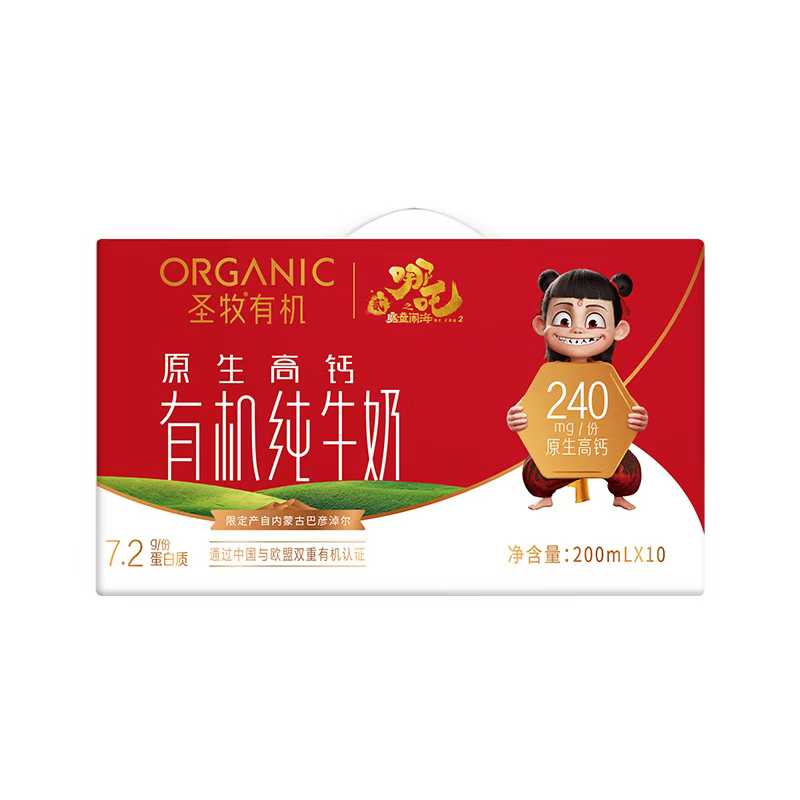 ORGANIC
圣牧®有机
哪吒
之
魔童闹海
2
原生高钙
有机纯牛奶
240
mg/份
原生高钙
限定产自内蒙古巴彦淖尔
7.2 g/份
蛋白质
通过中国与欧盟双重有机认证
净含量:200mLX10